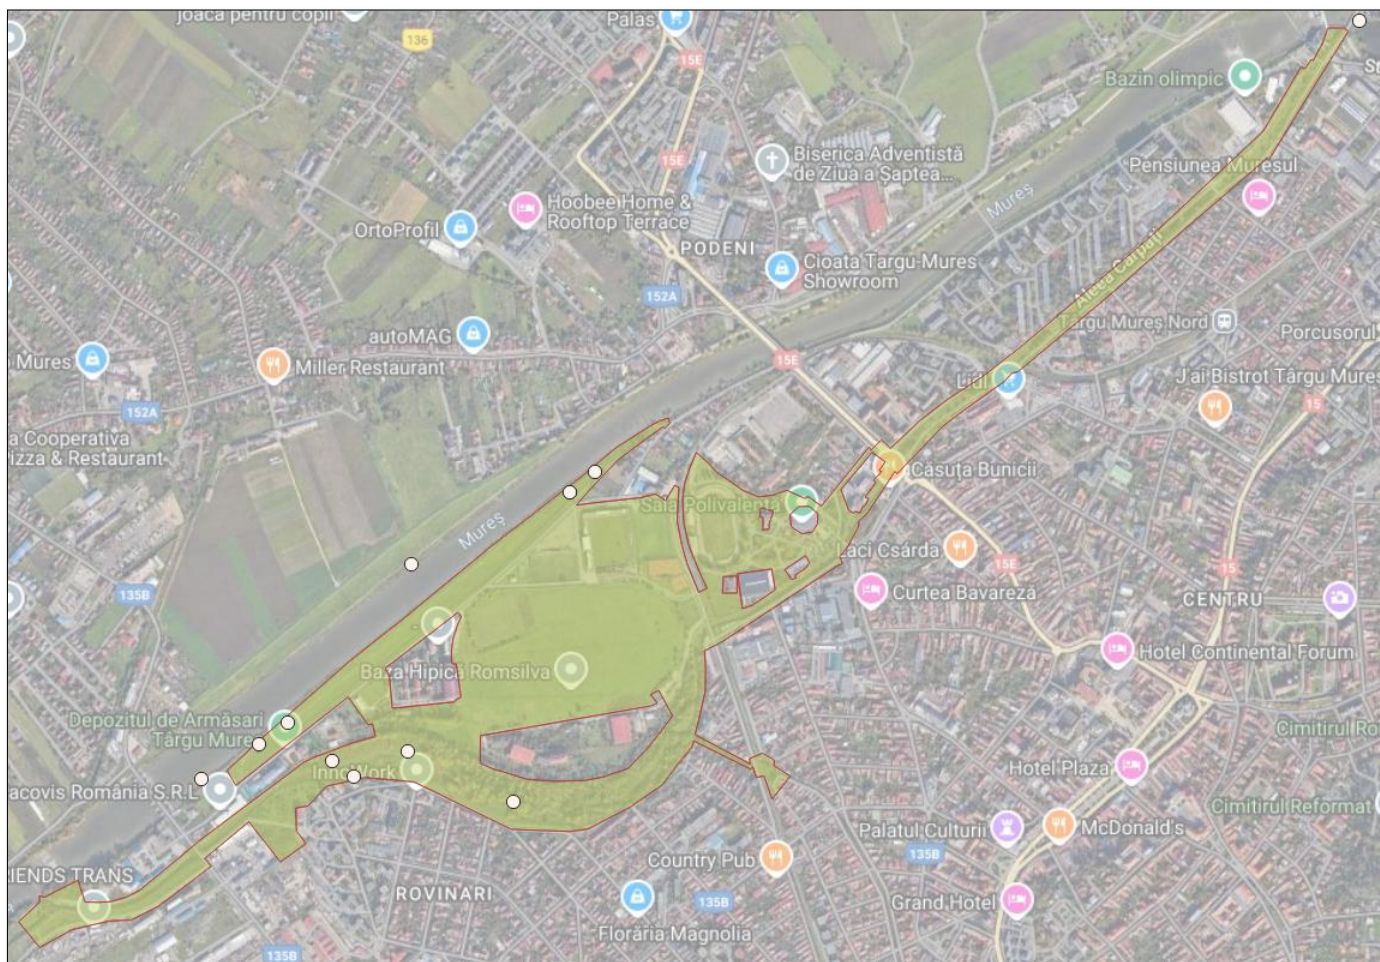 joaca pentru copii
136
Palas
15E
Bazin olimpic
15E
Biserica Adventistă
de Ziua a Șaptea...
Pensiunea Mureșul
Hoobee Home &
Rooftop Terrace
Mureș
OrtoProfil
PODENI
Cioata Târgu-Mureș
Showroom
Aleea Carpați
152A
Târgu Mureș Nord
Porcusorul
autoMAG
15E
Mures
Miller Restaurant
Lidl
J'ai Bistrot Târgu Mureș
152A
15
a Cooperativa
izza & Restaurant
Căsuța Bunicii
Sala Polivalentă
Mureș
Laci Csárda
15E
15
135B
Curtea Bavareză
CENTRU
Hotel Continental Forum
Baza Hipică Romsilva
Depozitul de Armăsari
Târgu Mureș
Cimitirul Ro
InnoWork
Hotel Plaza
acovis România S.R.L
Cimitirul Reformat
Palatul Culturii
McDonald's
Country Pub
135B
RIENDS TRANS
ROVINARI
135B
Grand Hotel
Florăria Magnolia
135B